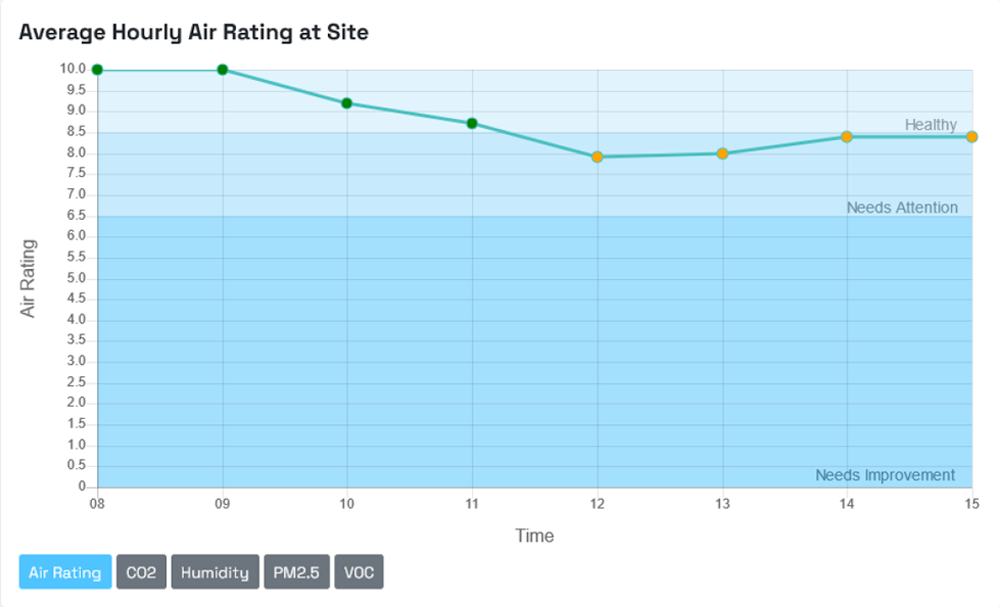 Average Hourly Air Rating at Site
10.0
9.5
9.0
8.5
8.0
7.5
7.0
6.5
6.0
5.5
5.0
4.5
4.0
3.5
3.0
2.5
2.0
1.5
1.0
0.5
0
Air Rating
Healthy
Needs Attention
Needs Improvement
08 09 10 11 12 13 14 15
Time
Air Rating CO2 Humidity PM2.5 VOC